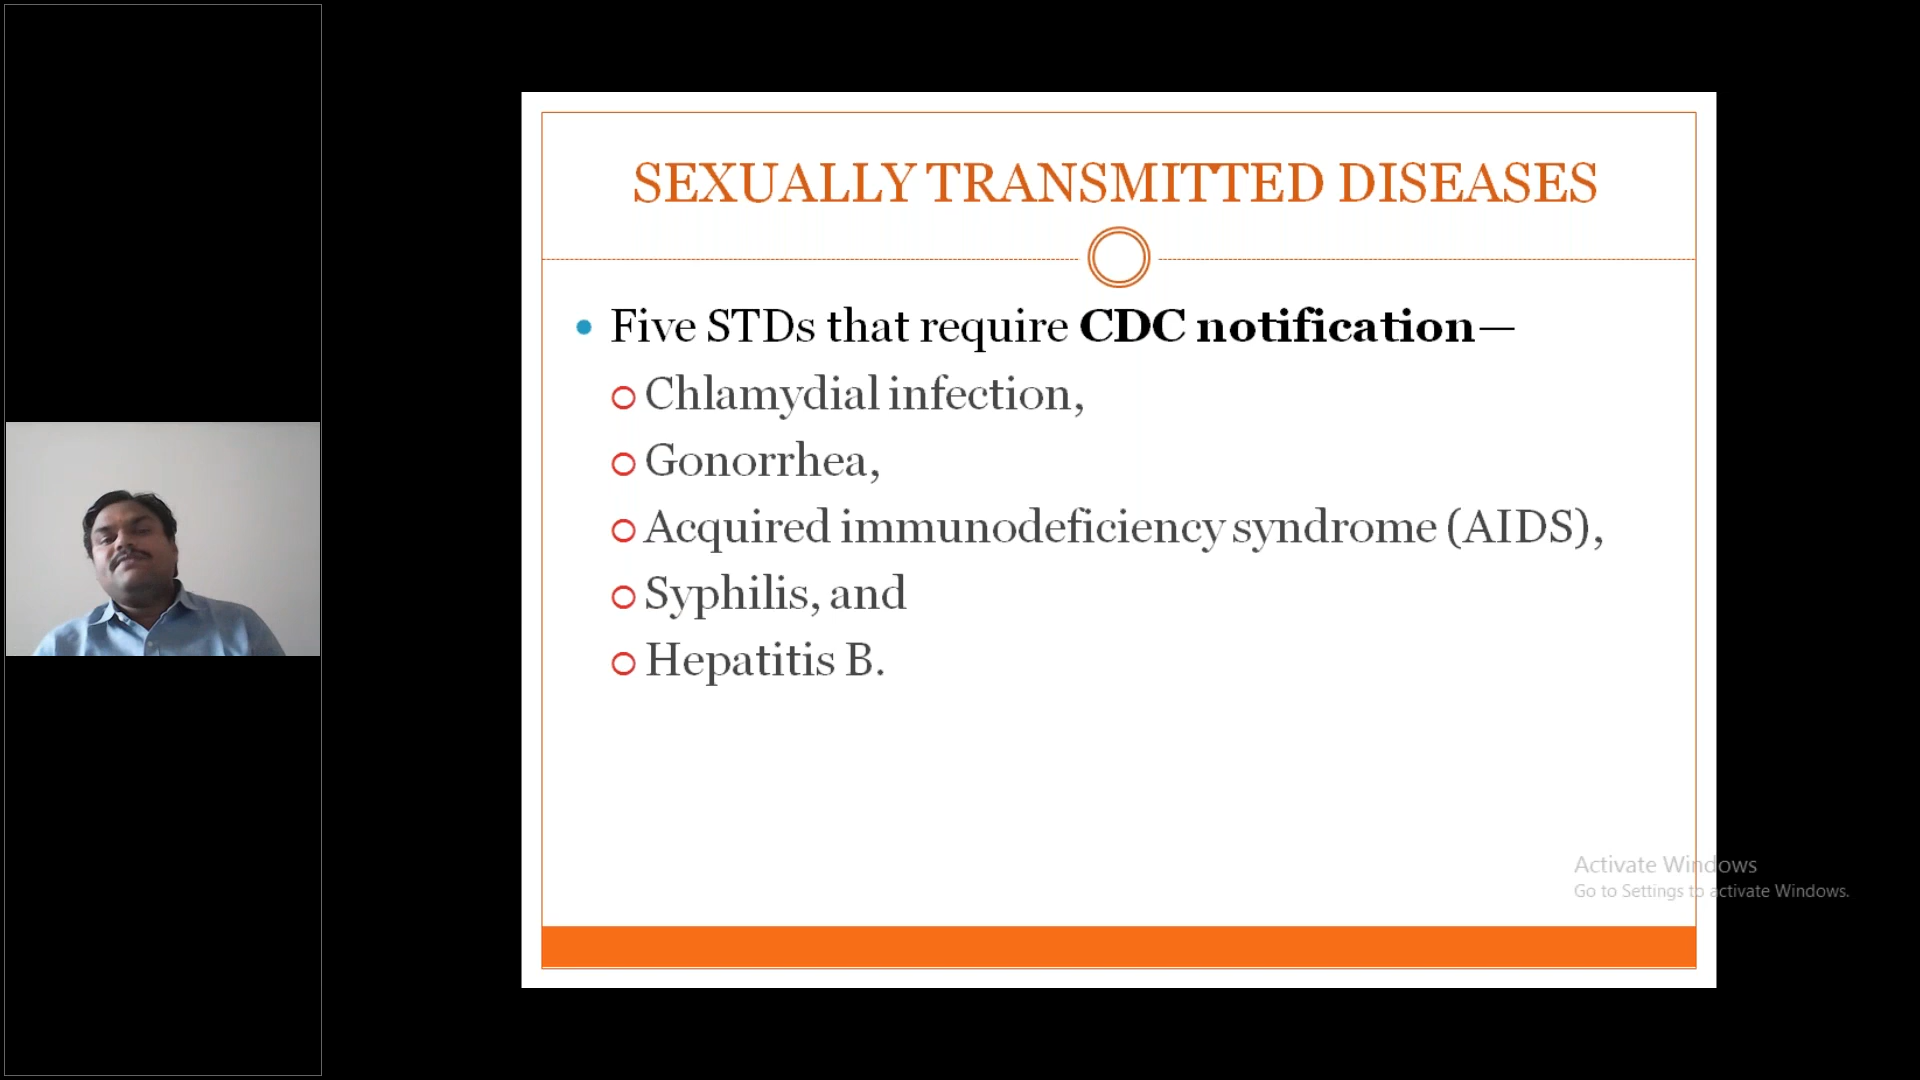 SEXUALLY TRANSMITTED DISEASES
Five STDs that require CDC notification—
Chlamydial infection,
Gonorrhea,
Acquired immunodeficiency syndrome (AIDS),
Syphilis, and
Hepatitis B.
Activate Windows
Go to Settings to activate Windows.